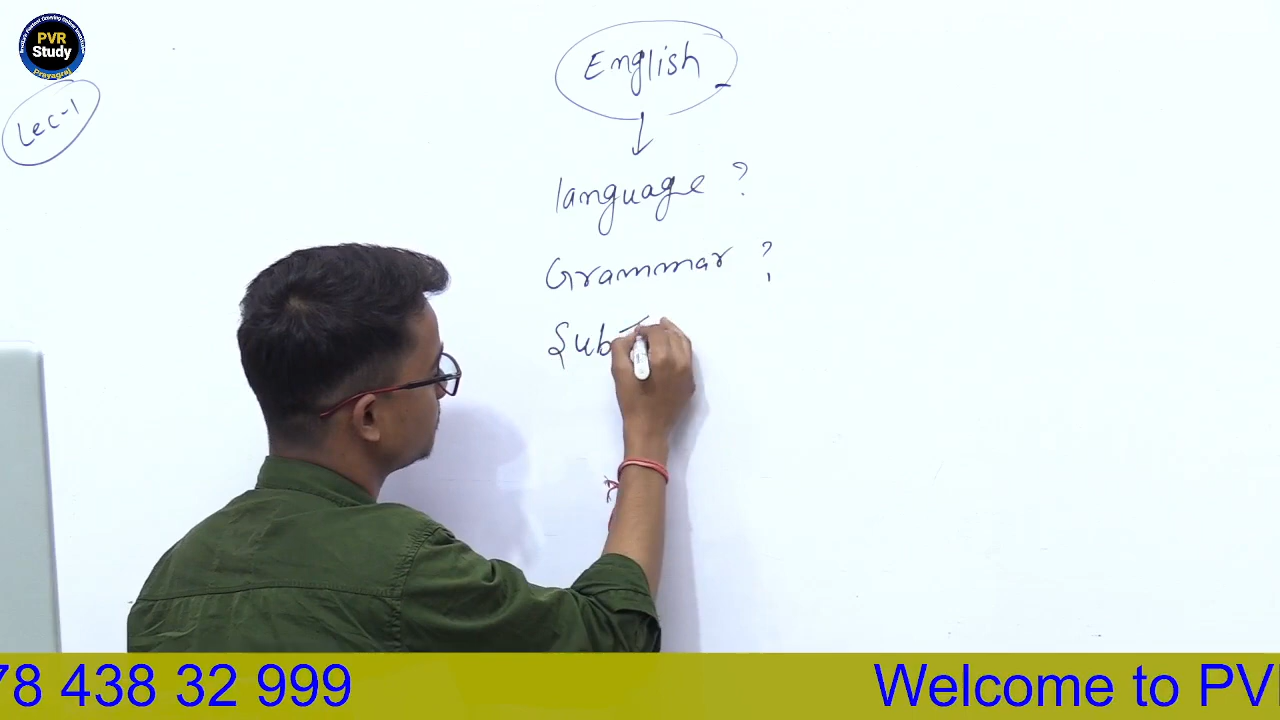 PVR
Study
Prayagraj
Lec-1
English
language ?
Grammar ?
Sub
78 438 32 999
Welcome to PV